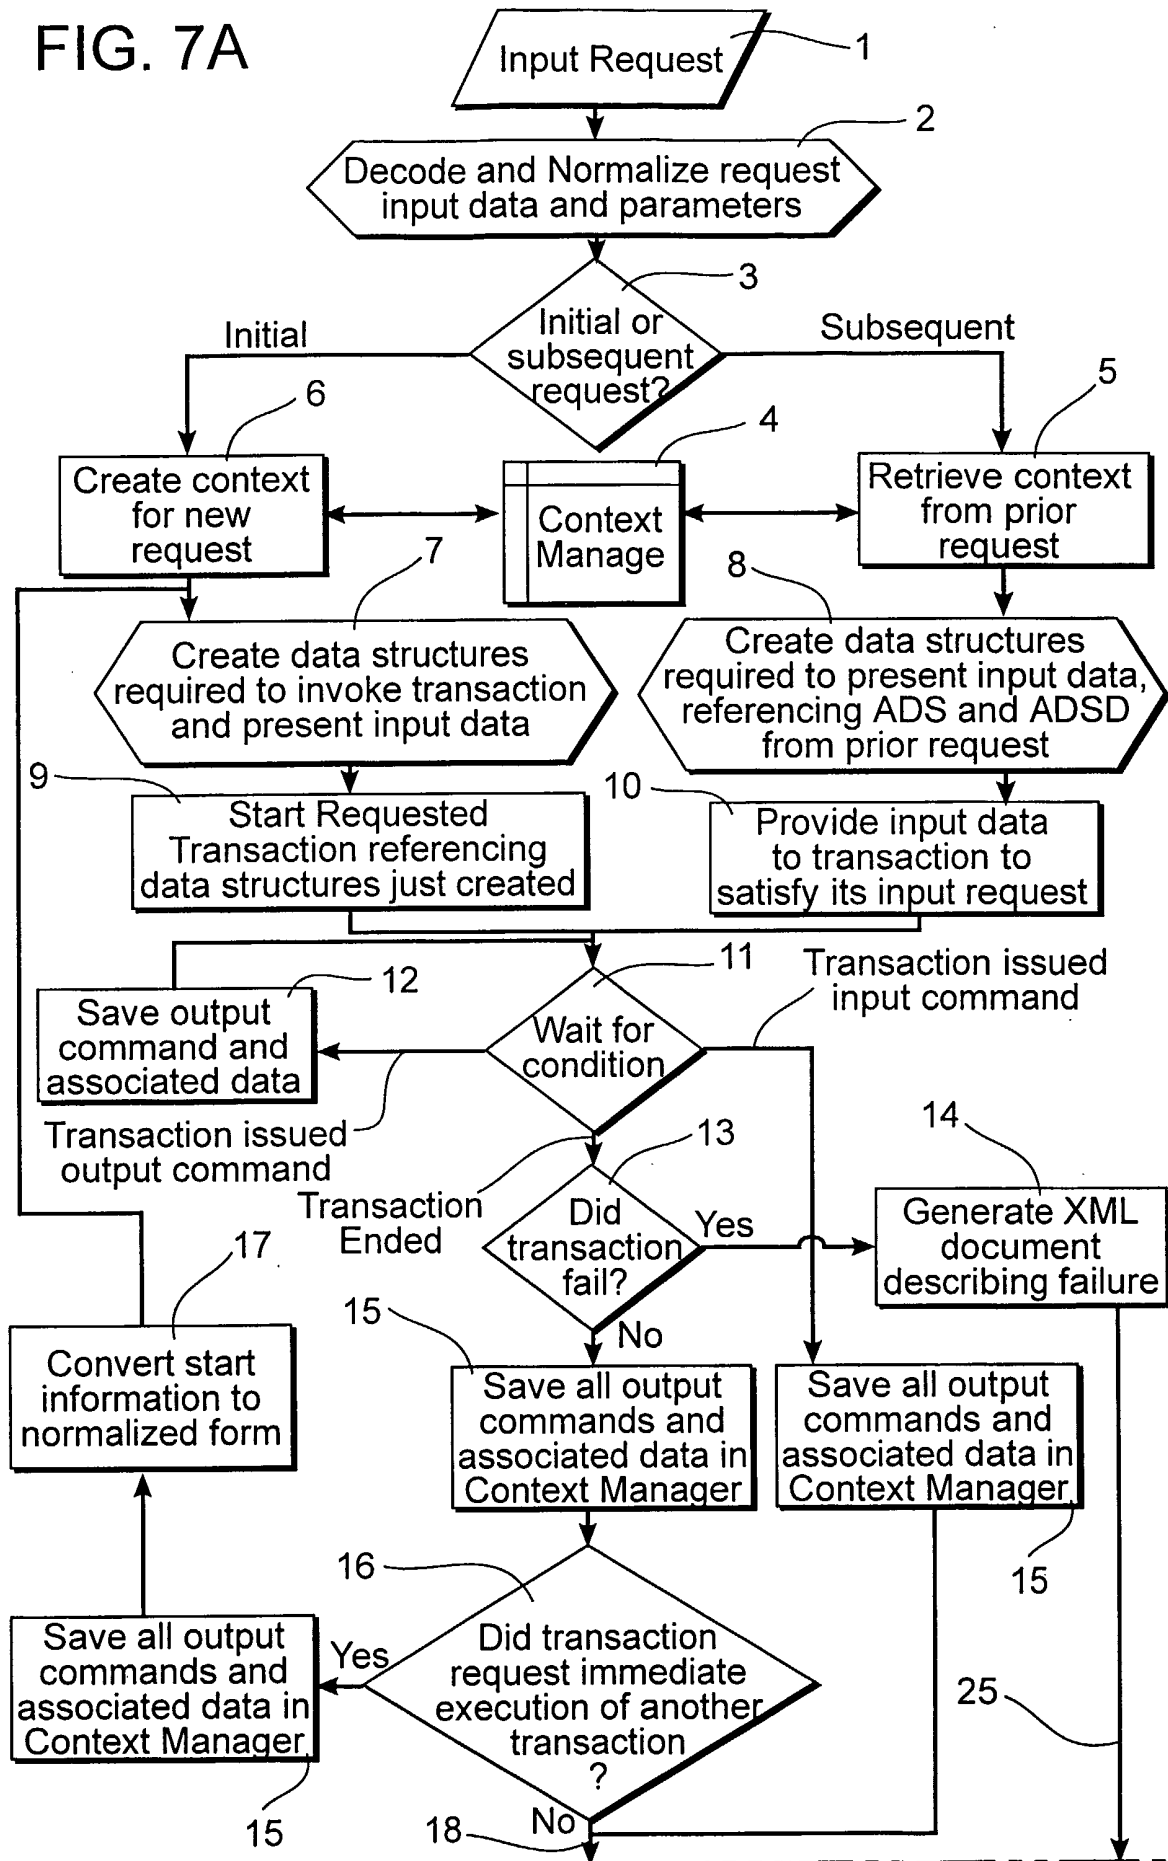 FIG. 7A
Input Request
1
2
Decode and Normalize request
input data and parameters
3
Initial
Initial or
subsequent
request?
Subsequent
6
4
5
Create context
for new
request
Context
Manage
Retrieve context
from prior
request
7
8
Create data structures
required to invoke transaction
and present input data
Create data structures
required to present input data,
referencing ADS and ADSD
from prior request
9
10
Start Requested
Transaction referencing
data structures just created
Provide input data
to transaction to
satisfy its input request
11
Transaction issued
input command
12
Save output
command and
associated data
Wait for
condition
Transaction issued
output command
13
14
Transaction
Ended
Did
transaction
fail?
Yes
Generate XML
document
describing failure
17
15
No
Convert start
information to
normalized form
Save all output
commands and
associated data in
Context Manager
Save all output
commands and
associated data in
Context Manager
16
15
Save all output
commands and
associated data in
Context Manager
Yes
Did transaction
request immediate
execution of another
transaction
?
25
15
No
18